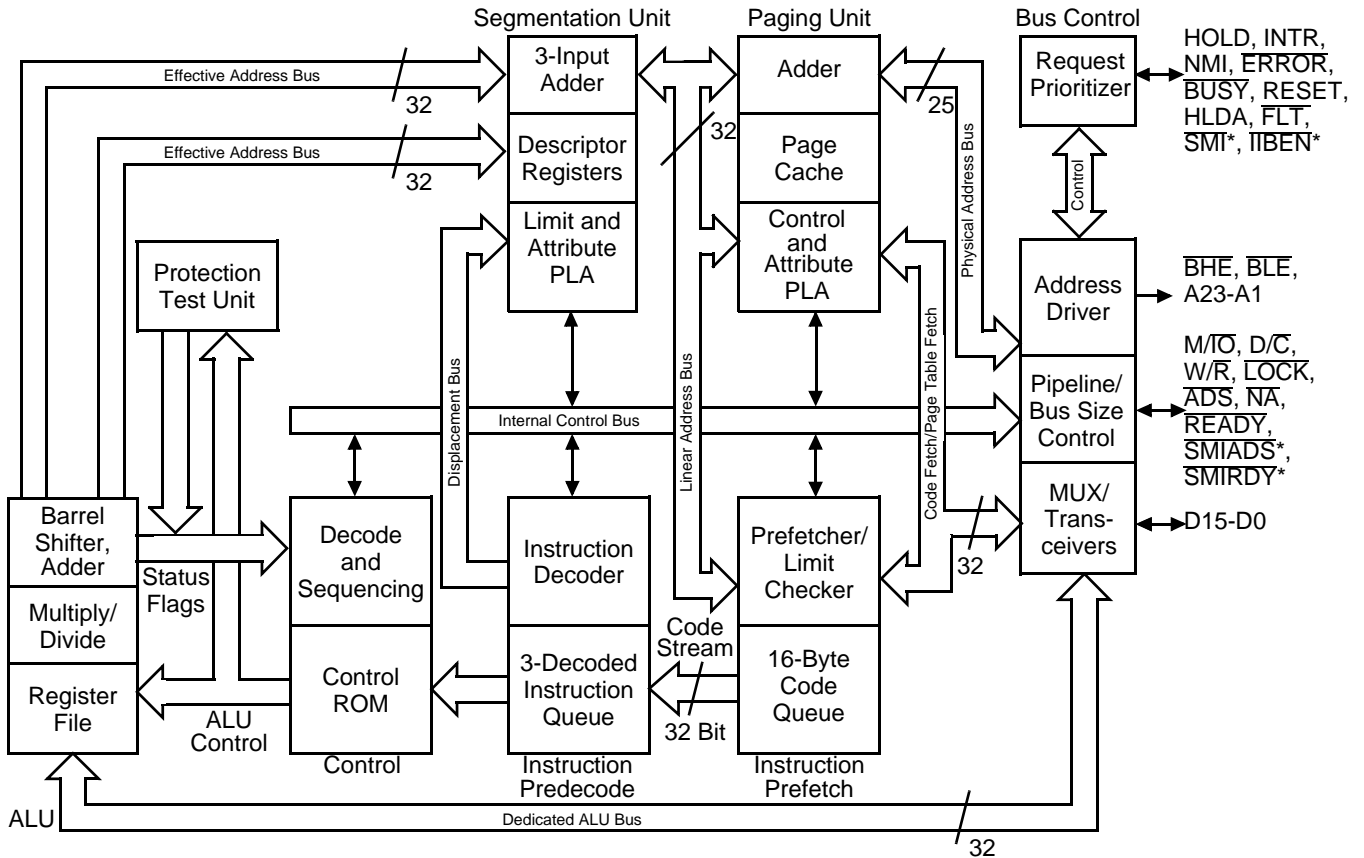 Segmentation Unit
Paging Unit
Bus Control
3-Input
Adder
Adder
Request
Prioritizer
HOLD, INTR,
NMI, ERROR,
BUSY, RESET,
HLDA, FLT,
SMI*, IIBEN*
Effective Address Bus
32
25
32
Descriptor
Registers
Page
Cache
Effective Address Bus
32
Physical Address Bus
Control
Limit and
Attribute
PLA
Control
and
Attribute
PLA
Protection
Test Unit
Address
Driver
BHE, BLE,
A23-A1
Displacement Bus
Linear Address Bus
Code Fetch/Page Table Fetch
Internal Control Bus
Pipeline/
Bus Size
Control
M/IO, D/C,
W/R, LOCK,
ADS, NA,
READY,
SMIADS*,
SMIRDY*
Barrel
Shifter,
Adder
Status
Flags
Decode
and
Sequencing
Instruction
Decoder
Prefetcher/
Limit
Checker
32
MUX/
Trans-
ceivers
D15-D0
Multiply/
Divide
Register
File
ALU
Control
Control
ROM
3-Decoded
Instruction
Queue
Code
Stream
32 Bit
16-Byte
Code
Queue
Control
Instruction
Predecode
Instruction
Prefetch
ALU
Dedicated ALU Bus
32